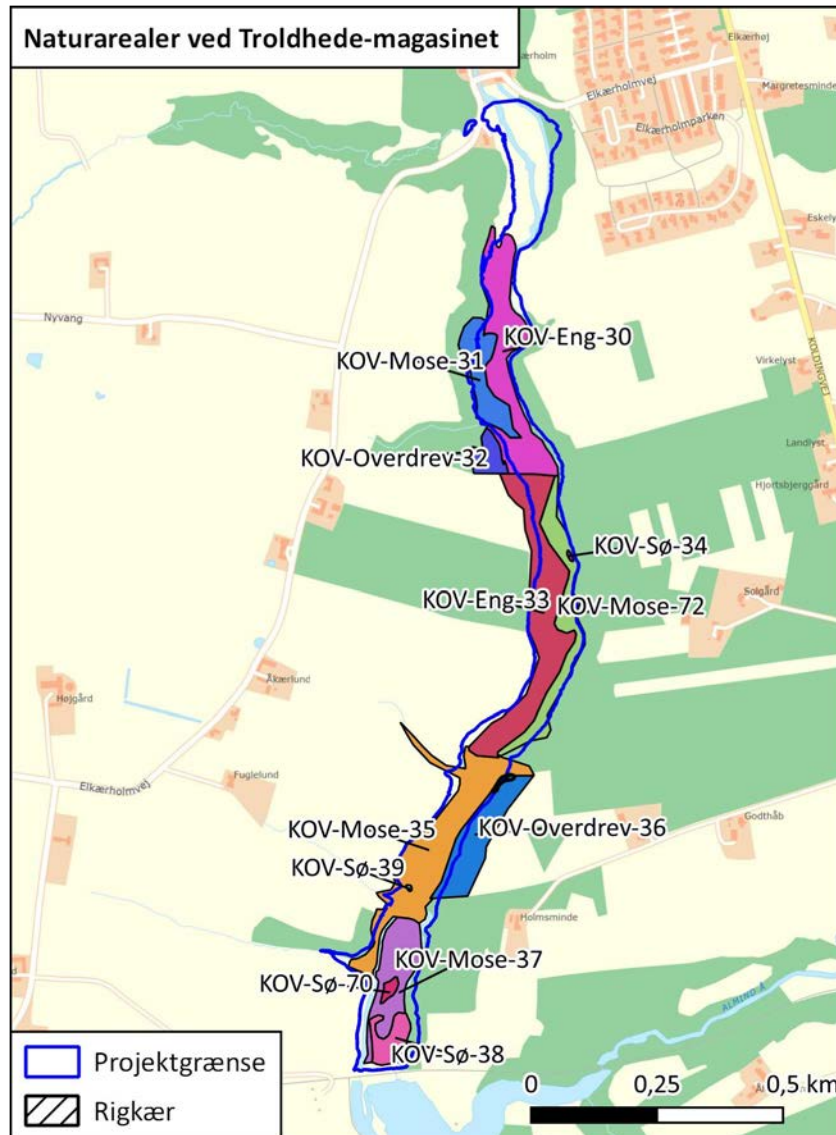 Naturarealer ved Troldhede-magasinet
Elkærhøj
Elkærholmvej
Margretesminde
Elkærholmparken
Nyvang
KOLDINGVEJ
KOV-Eng-30
KOV-Mose-31
Virkelyst
KOV-Overdrev-32
Landlyst
Hjortsbjerggård
KOV-Sø-34
KOV-Eng-33
KOV-Mose-72
Solgård
Højgård
Åkærlund
Fuglelund
Elkærholmvej
KOV-Mose-35
KOV-Overdrev-36
Godthåb
KOV-Sø-39
Holmsminde
KOV-Mose-37
KOV-Sø-70
ALMIND Å
KOV-Sø-38
Projektgrænse
Rigkær
0 0,25 0,5 km